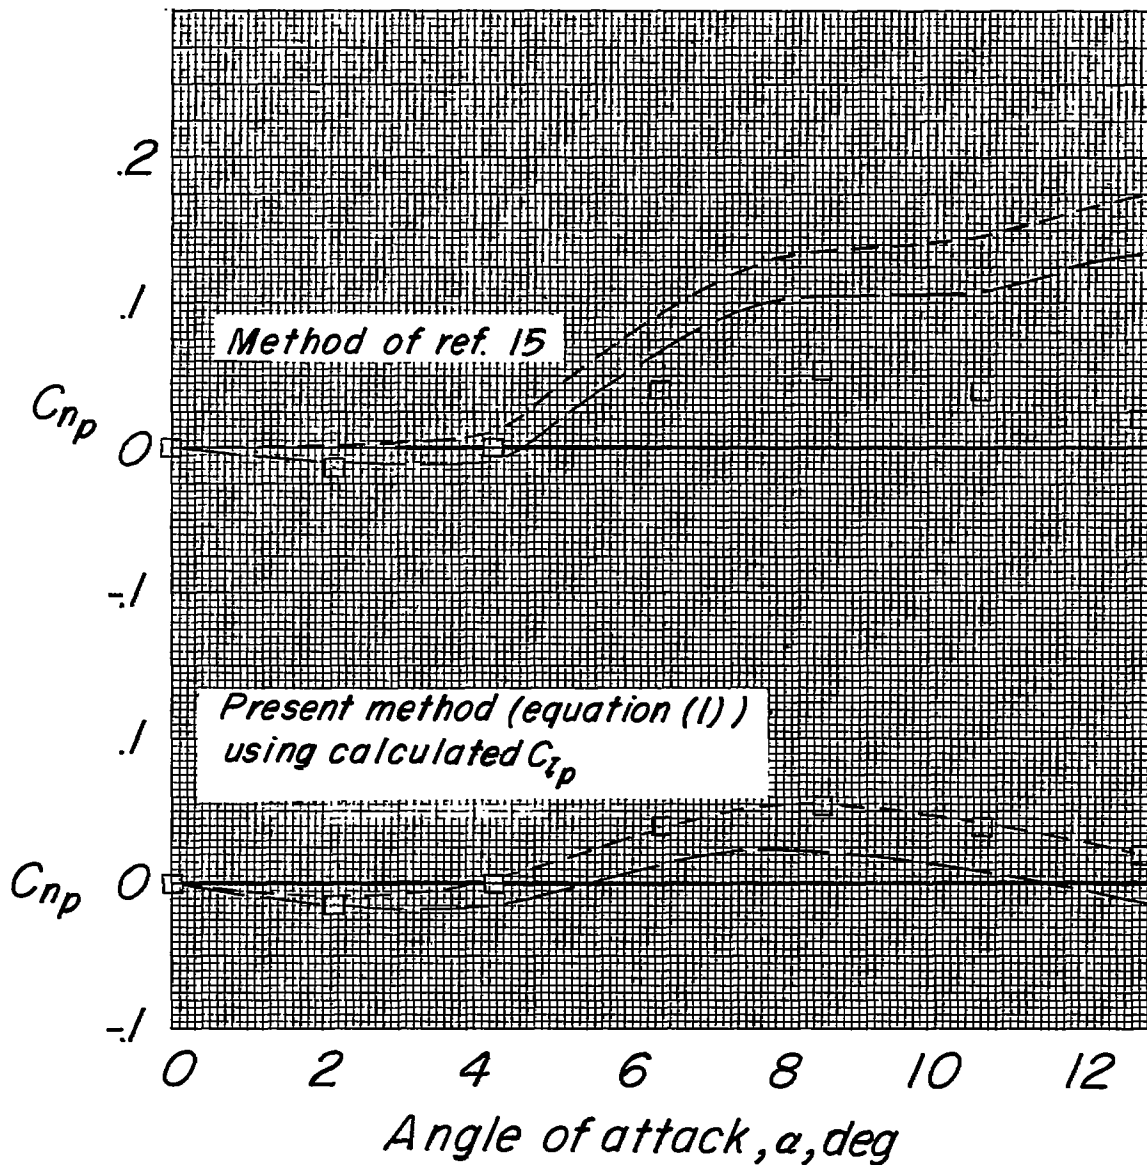 .2
.1
Method of ref. 15
Cnp
0
-.1
Present method (equation (1))
.1
using calculated Clp
Cnp
0
-.1
0 2 4 6 8 10 12
Angle of attack, α, deg